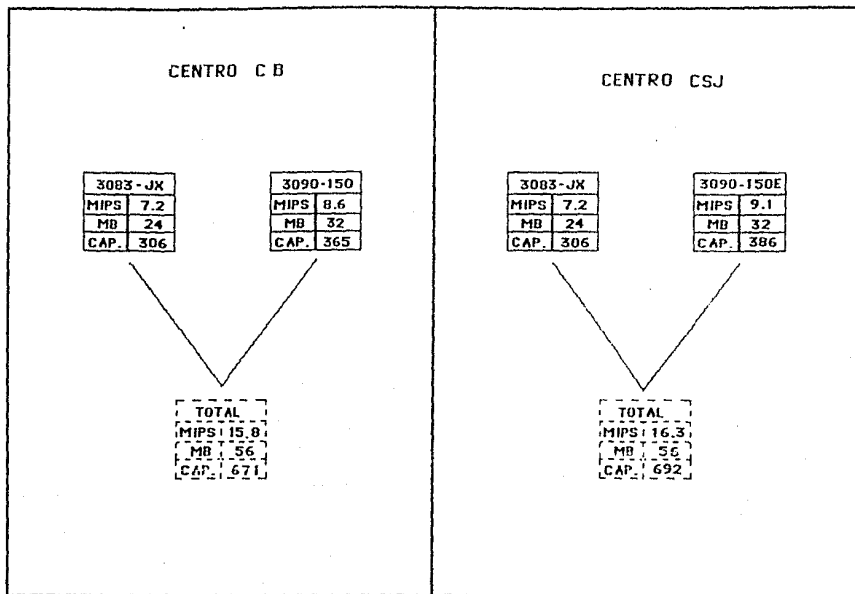 CENTRO CB
3083-JX
MIPS 7.2
MB 24
CAP. 306
3090-150
MIPS 8.6
MB 32
CAP. 365
TOTAL
MIPS 15.8
MB 56
CAP. 671
CENTRO CSJ
3083-JX
MIPS 7.2
MB 24
CAP. 306
3090-150E
MIPS 9.1
MB 32
CAP. 386
TOTAL
MIPS 16.3
MB 56
CAP. 692